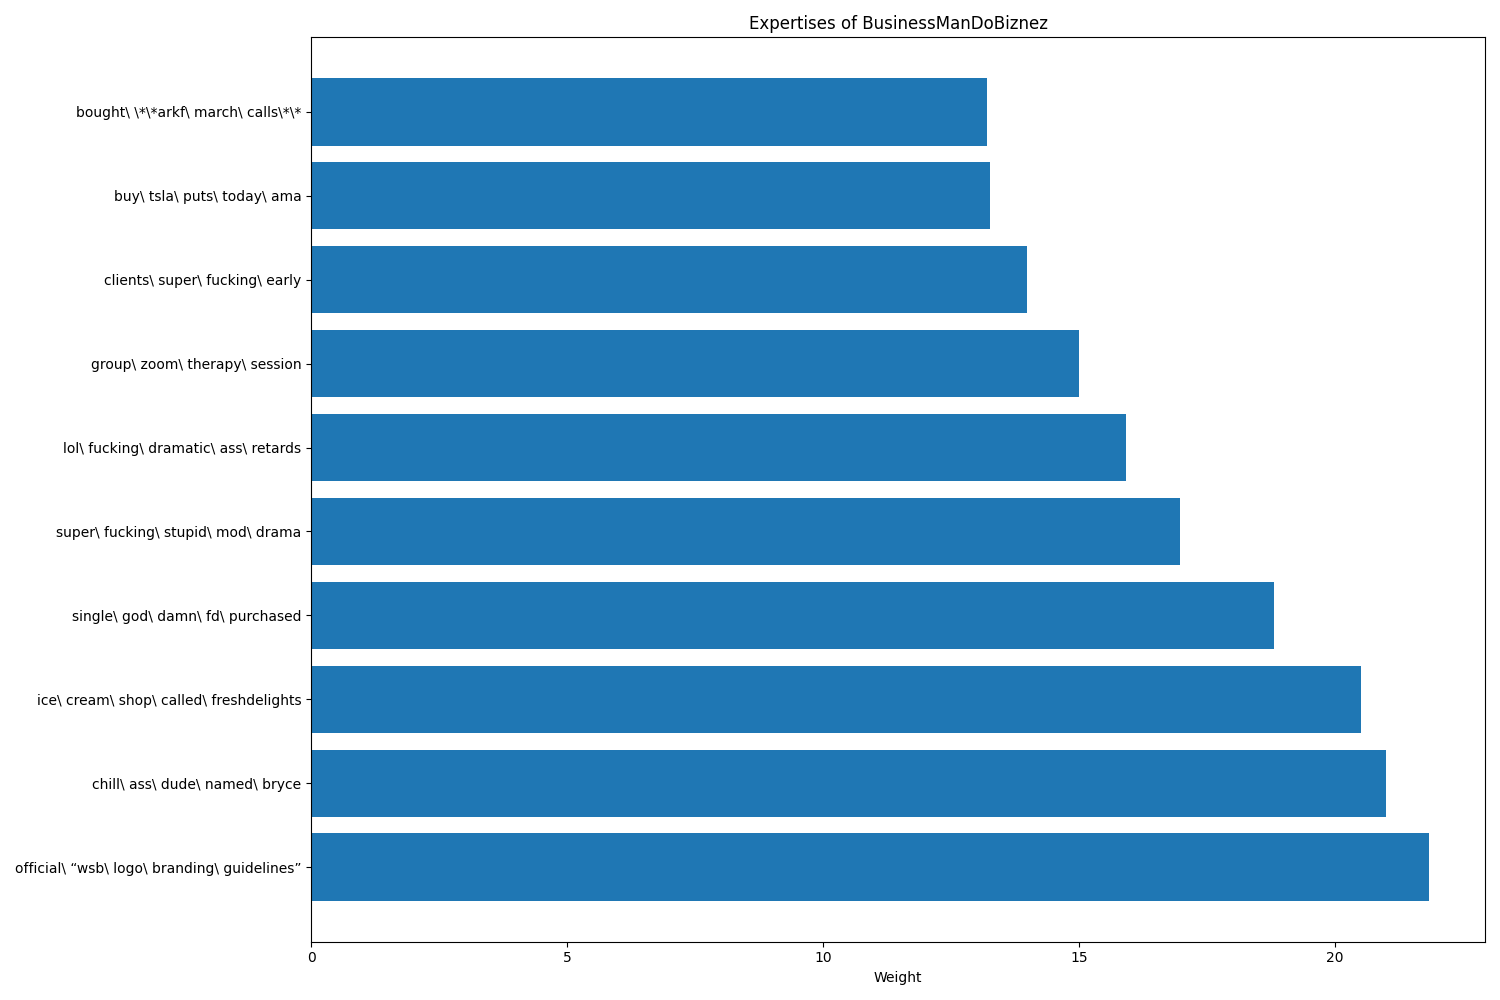 Expertises of BusinessManDoBiznez
bought\ \*\*arkf\ march\ calls\*\*
buy\ tsla\ puts\ today\ ama
clients\ super\ fucking\ early
group\ zoom\ therapy\ session
lol\ fucking\ dramatic\ ass\ retards
super\ fucking\ stupid\ mod\ drama
single\ god\ damn\ fd\ purchased
ice\ cream\ shop\ called\ freshdelights
chill\ ass\ dude\ named\ bryce
official\ “wsb\ logo\ branding\ guidelines”
0 5 10 15 20
Weight